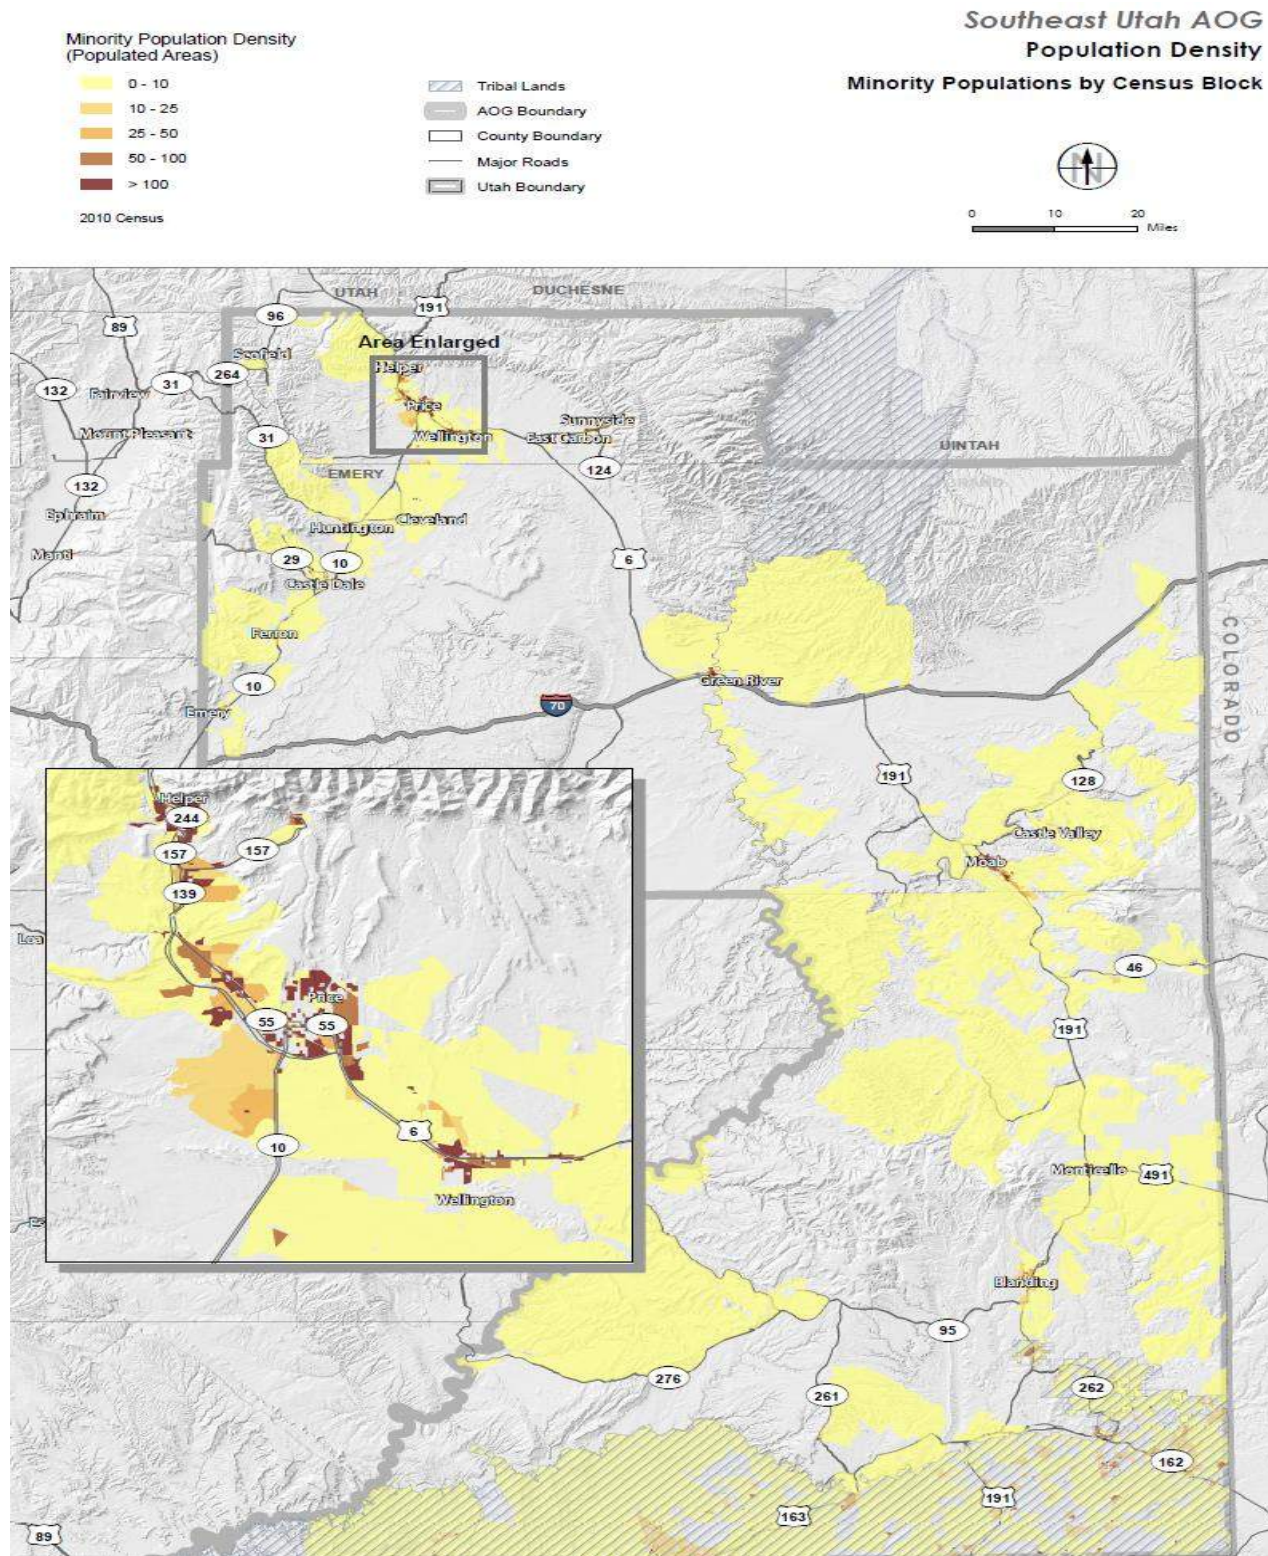 Southeast Utah AOG
Population Density
Minority Populations by Census Block
Minority Population Density
(Populated Areas)
0 - 10
10 - 25
25 - 50
50 - 100
> 100
2010 Census
Tribal Lands
AOG Boundary
County Boundary
Major Roads
Utah Boundary
N
0 10 20
Miles
UTAH
DUCHESNE
191
96
89
Area Enlarged
Scofield
Helper
264
31
132
Fairview
Price
Sunnyside
Mount Pleasant
31
Wellington
East Carbon
UINTAH
124
EMERY
132
Ephraim
Huntington
Cleveland
Manti
29
10
6
Castle Dale
Ferron
COLORADO
Green River
10
Emery
70
191
128
Castle Valley
Moab
Helper
244
157
157
139
Loa
46
Price
55
55
191
6
10
Monticello
491
Wellington
Blanding
95
276
261
262
162
191
163
89